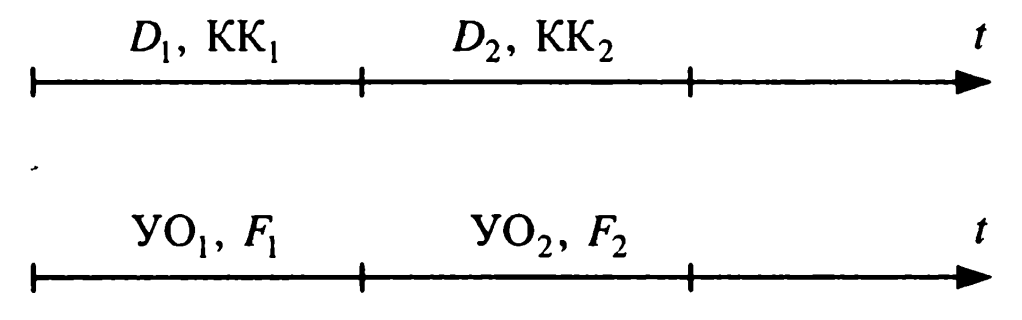 D₁, КК₁ D₂, КК₂ t
УО₁, F₁ УО₂, F₂ t